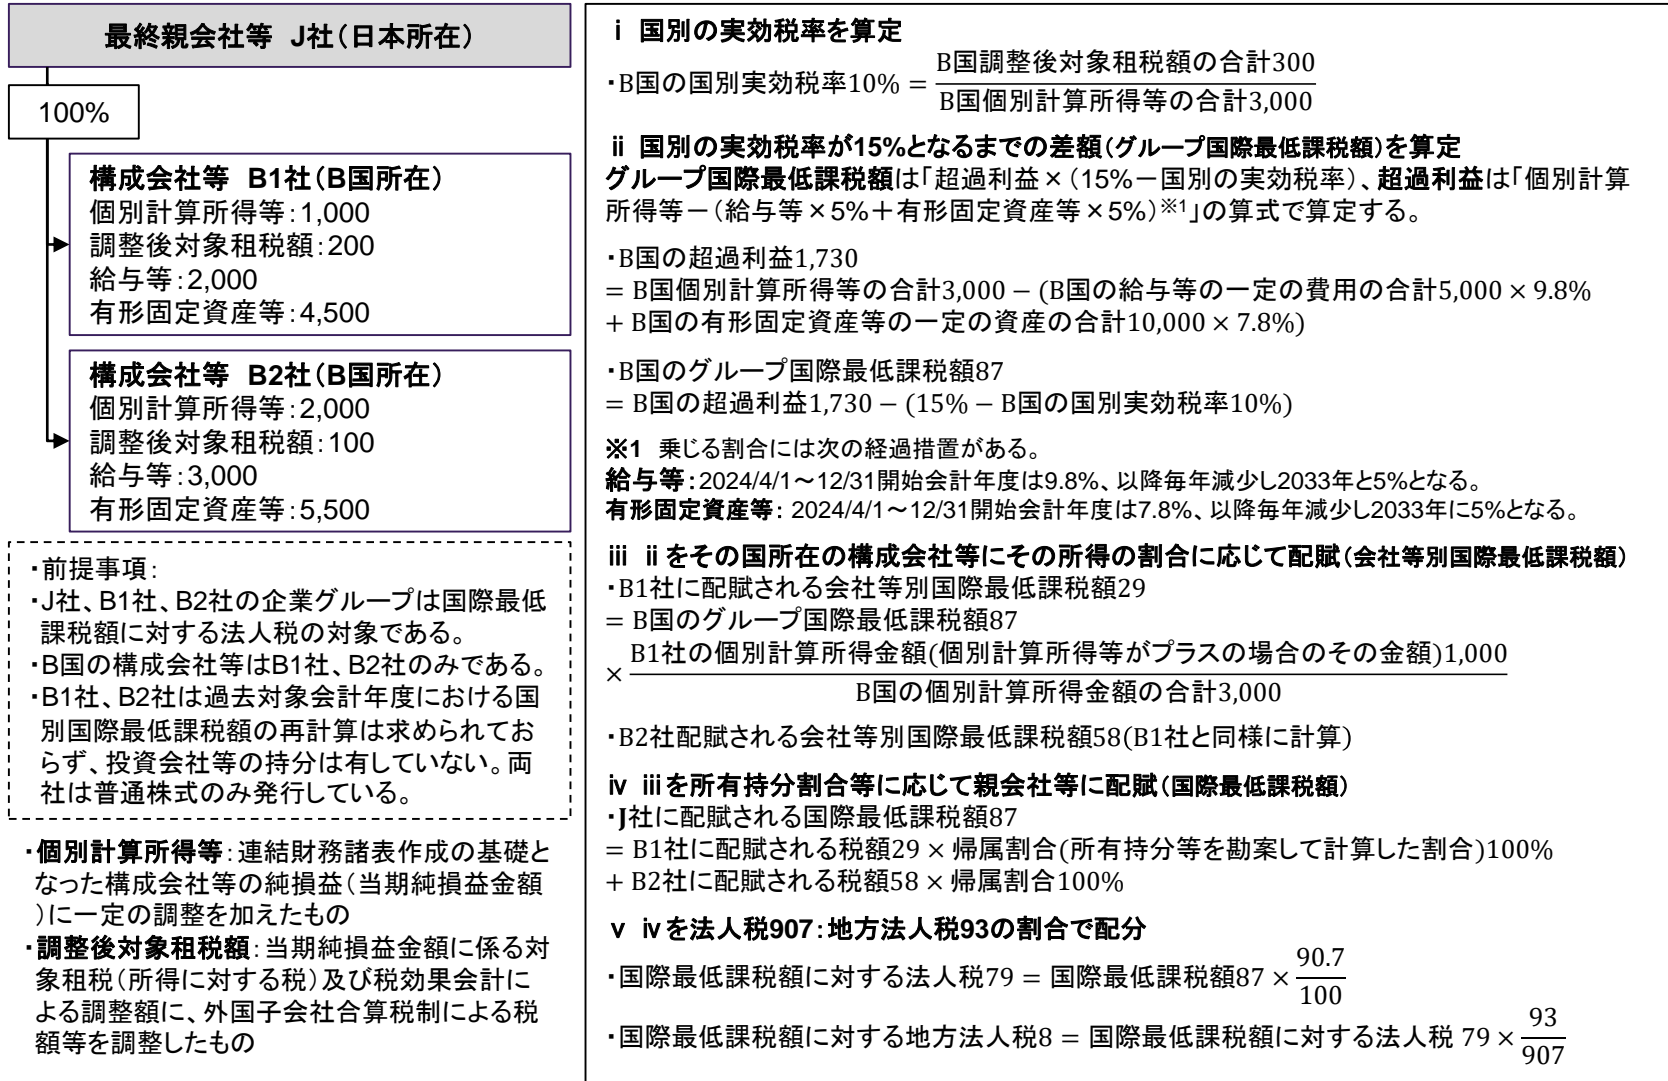 最終親会社等 J社(日本所在)
100%
構成会社等 B1社(B国所在)
個別計算所得等:1,000
調整後対象租税額:200
給与等:2,000
有形固定資産等:4,500
構成会社等 B2社(B国所在)
個別計算所得等:2,000
調整後対象租税額:100
給与等:3,000
有形固定資産等:5,500
・前提事項:
・J社、B1社、B2社の企業グループは国際最低
課税額に対する法人税の対象である。
・B国の構成会社等はB1社、B2社のみである。
・B1社、B2社は過去対象会計年度における国
別国際最低課税額の再計算は求められてお
らず、投資会社等の持分は有していない。両
社は普通株式のみ発行している。
・個別計算所得等:連結財務諸表作成の基礎と
なった構成会社等の純損益(当期純損益金額
)に一定の調整を加えたもの
・調整後対象租税額:当期純損益金額に係る対
象租税(所得に対する税)及び税効果会計に
よる調整額に、外国子会社合算税制による税
額等を調整したもの
ⅰ 国別の実効税率を算定
・B国の国別実効税率10% = B国調整後対象租税額の合計300
B国個別計算所得等の合計3,000
ⅱ 国別の実効税率が15%となるまでの差額(グループ国際最低課税額)を算定
グループ国際最低課税額は「超過利益×(15%-国別の実効税率)、超過利益は「個別計算
所得等-(給与等×5%+有形固定資産等×5%)※1」の算式で算定する。
・B国の超過利益1,730
= B国個別計算所得等の合計3,000 − (B国の給与等の一定の費用の合計5,000 × 9.8%
+ B国の有形固定資産等の一定の資産の合計10,000 × 7.8%)
・B国のグループ国際最低課税額87
= B国の超過利益1,730 − (15% − B国の国別実効税率10%)
※1 乗じる割合には次の経過措置がある。
給与等:2024/4/1~12/31開始会計年度は9.8%、以降毎年減少し2033年と5%となる。
有形固定資産等: 2024/4/1~12/31開始会計年度は7.8%、以降毎年減少し2033年に5%となる。
ⅲ ⅱをその国所在の構成会社等にその所得の割合に応じて配賦(会社等別国際最低課税額)
・B1社に配賦される会社等別国際最低課税額29
= B国のグループ国際最低課税額87
× B1社の個別計算所得金額(個別計算所得等がプラスの場合のその金額)1,000
B国の個別計算所得金額の合計3,000
・B2社配賦される会社等別国際最低課税額58(B1社と同様に計算)
ⅳ ⅲを所有持分割合等に応じて親会社等に配賦(国際最低課税額)
・J社に配賦される国際最低課税額87
= B1社に配賦される税額29 × 帰属割合(所有持分等を勘案して計算した割合)100%
+ B2社に配賦される税額58 × 帰属割合100%
ⅴ ⅳを法人税907:地方法人税93の割合で配分
・国際最低課税額に対する法人税79 = 国際最低課税額87 × 90.7
100
・国際最低課税額に対する地方法人税8 = 国際最低課税額に対する法人税 79 × 93
907